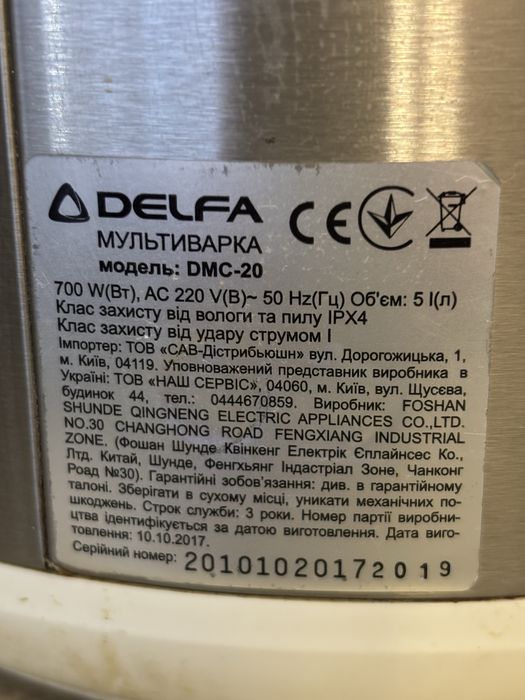 DELFA
МУЛЬТИВАРКА
модель: DMC-20
700 W(Вт), AC 220 V(В)~ 50 Hz(Гц) Об'єм: 5 l(л)
Клас захисту від вологи та пилу IPX4
Клас захисту від удару струмом I
Імпортер: ТОВ «САВ-Дістрибьюшн» вул. Дорогожицька, 1,
м. Київ, 04119. Уповноважений представник виробника в
Україні: ТОВ «НАШ СЕРВІС», 04060, м. Київ, вул. Щусєва,
будинок 44, тел.: 0444670859. Виробник: FOSHAN
SHUNDE QINGNENG ELECTRIC APPLIANCES CO.,LTD.
NO.30 CHANGHONG ROAD FENGXIANG INDUSTRIAL
ZONE. (Фошан Шунде Квінкенг Електрік Єплайнсес Ко.,
Лтд. Китай, Шунде, Фенгхьянг Індастріал Зоне, Чанконг
Роад №30). Гарантійні зобов'язання: див. в гарантійному
талоні. Зберігати в сухому місці, уникати механічних по-
шкоджень. Строк служби: 3 роки. Номер партії виробни-
цтва ідентифікується за датою виготовлення. Дата виго-
товлення: 10.10.2017.
Серійний номер: 20101020172019